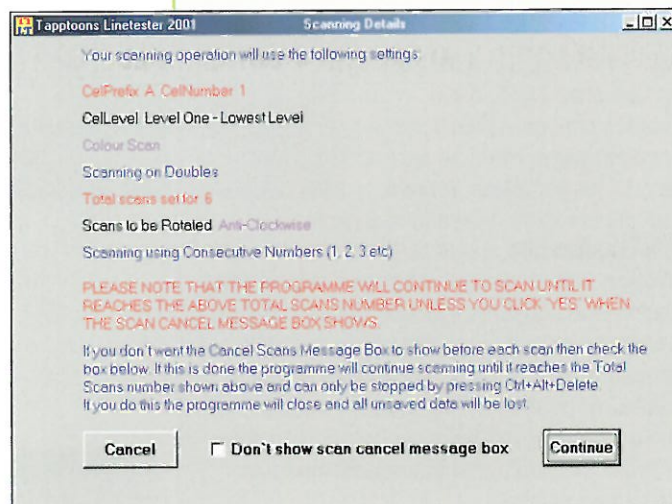 Tapptoons Linetester 2001 Scanning Details
Your scanning operation will use the following settings:
CelPrefix A CelNumber 1
CelLevel Level One - Lowest Level
Colour Scan
Scanning on Doubles
Total scans set for 6
Scans to be Rotated Anti-Clockwise
Scanning using Consecutive Numbers (1, 2, 3 etc)
PLEASE NOTE THAT THE PROGRAMME WILL CONTINUE TO SCAN UNTIL IT
REACHES THE ABOVE TOTAL SCANS NUMBER UNLESS YOU CLICK 'YES' WHEN
THE SCAN CANCEL MESSAGE BOX SHOWS.
If you don't want the Cancel Scans Message Box to show before each scan then check the
box below. If this is done the programme will continue scanning until it reaches the Total
Scans number shown above and can only be stopped by pressing Ctrl+Alt+Delete.
If you do this the programme will close and all unsaved data will be lost.
Cancel Don't show scan cancel message box Continue